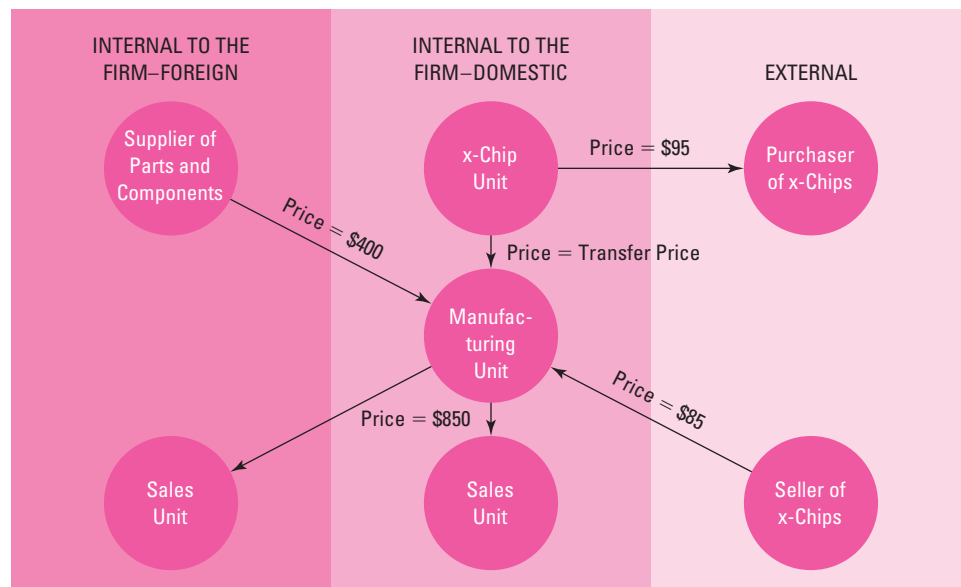 INTERNAL TO THE
FIRM–FOREIGN
INTERNAL TO THE
FIRM–DOMESTIC
EXTERNAL
Supplier of
Parts and
Components
x-Chip
Unit
Price = $95
Purchaser
of x-Chips
Price = $400
Price = Transfer Price
Manufac-
turing
Unit
Price = $85
Price = $850
Sales
Unit
Sales
Unit
Seller of
x-Chips